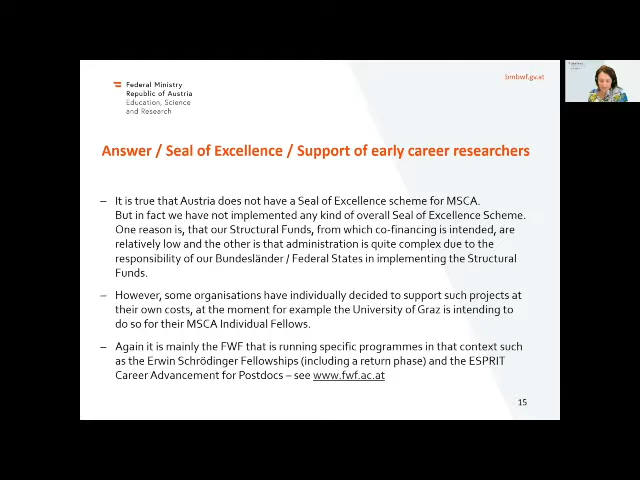 bmbwf.gv.at
Federal Ministry
Republic of Austria
Education, Science
and Research
Answer / Seal of Excellence / Support of early career researchers
– It is true that Austria does not have a Seal of Excellence scheme for MSCA.
But in fact we have not implemented any kind of overall Seal of Excellence Scheme.
One reason is, that our Structural Funds, from which co-financing is intended, are
relatively low and the other is that administration is quite complex due to the
responsibility of our Bundesländer / Federal States in implementing the Structural
Funds.
– However, some organisations have individually decided to support such projects at
their own costs, at the moment for example the University of Graz is intending to
do so for their MSCA Individual Fellows.
– Again it is mainly the FWF that is running specific programmes in that context such
as the Erwin Schrödinger Fellowships (including a return phase) and the ESPRIT
Career Advancement for Postdocs – see www.fwf.ac.at
15